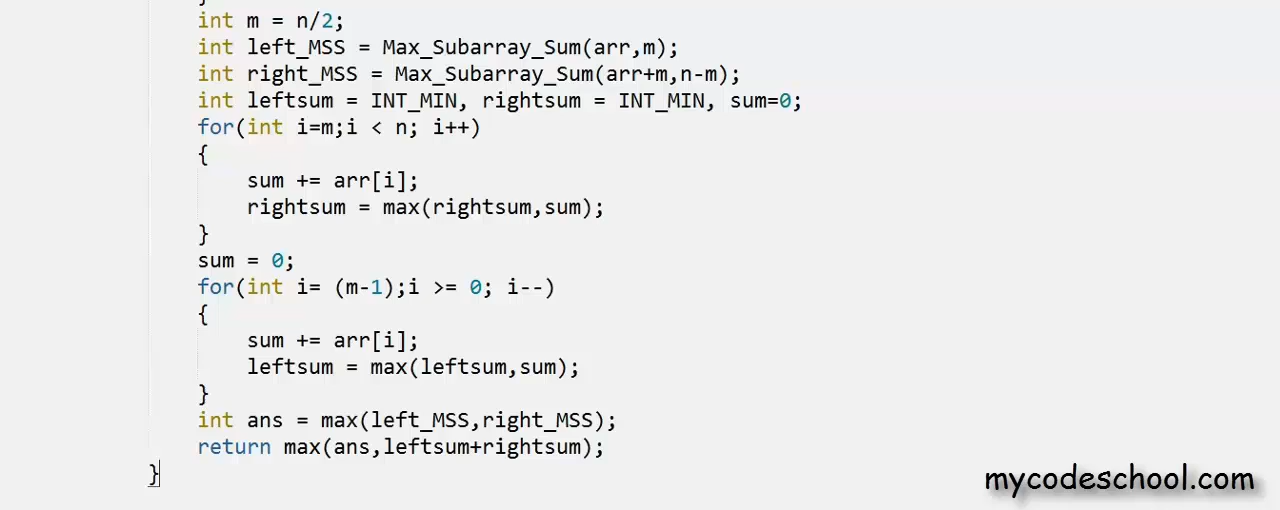 }
int m = n/2;
int left_MSS = Max_Subarray_Sum(arr,m);
int right_MSS = Max_Subarray_Sum(arr+m,n-m);
int leftsum = INT_MIN, rightsum = INT_MIN, sum=0;
for(int i=m;i < n; i++)
{
sum += arr[i];
rightsum = max(rightsum,sum);
}
sum = 0;
for(int i= (m-1);i >= 0; i--)
{
sum += arr[i];
leftsum = max(leftsum,sum);
}
int ans = max(left_MSS,right_MSS);
return max(ans,leftsum+rightsum);
}
mycodeschool.com